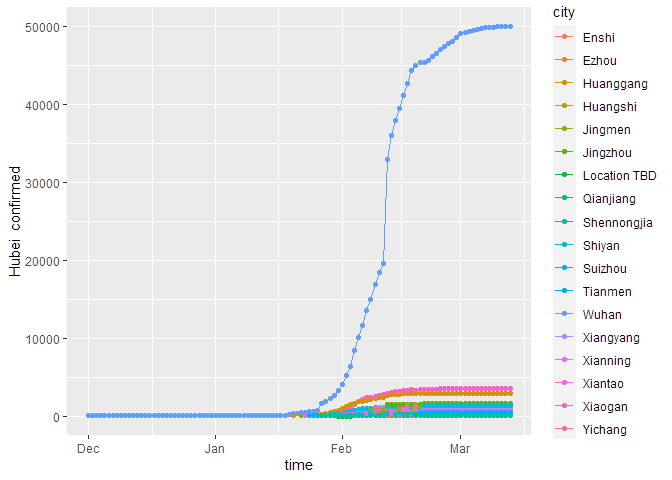 city
50000
40000
30000
20000
10000
0
Hubei confirmed
Dec
Jan
Feb
Mar
time
Enshi
Ezhou
Huanggang
Huangshi
Jingmen
Jingzhou
Location TBD
Qianjiang
Shennongjia
Shiyan
Suizhou
Tianmen
Wuhan
Xiangyang
Xianning
Xiantao
Xiaogan
Yichang